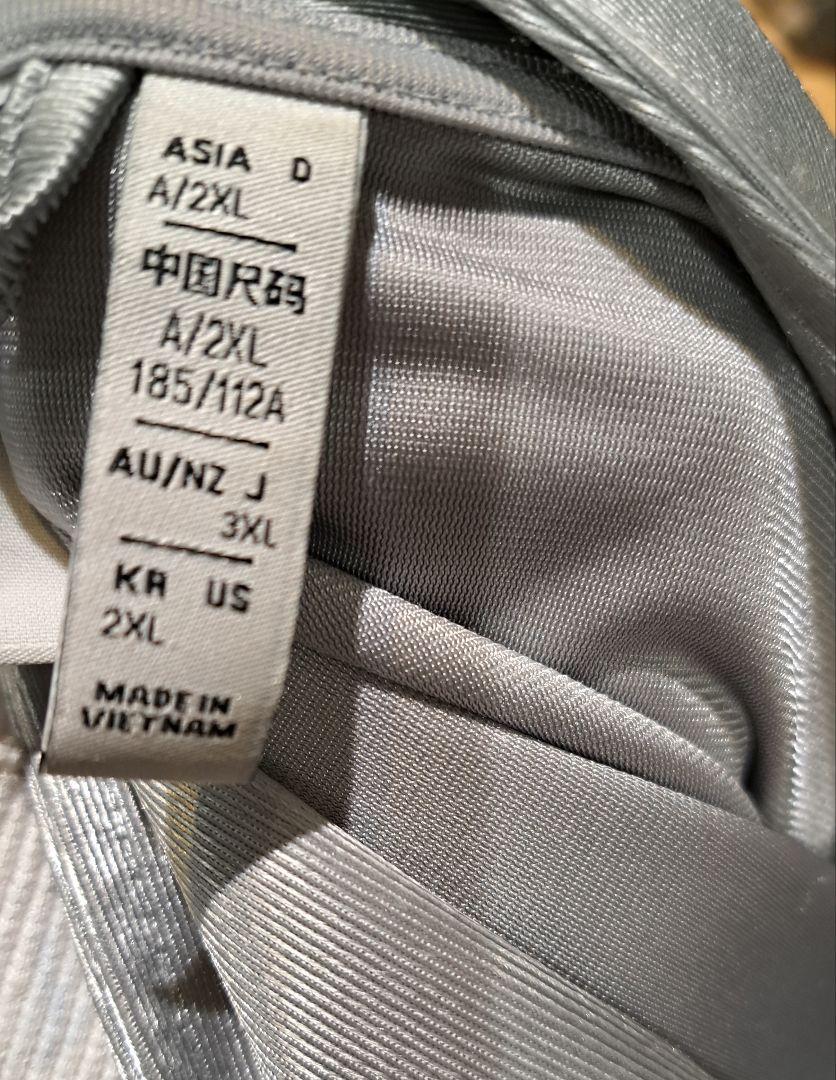 ASIA D
A/2XL
中国尺码
A/2XL
185/112A
AU/NZ J
3XL
KR US
2XL
MADE IN
VIETNAM